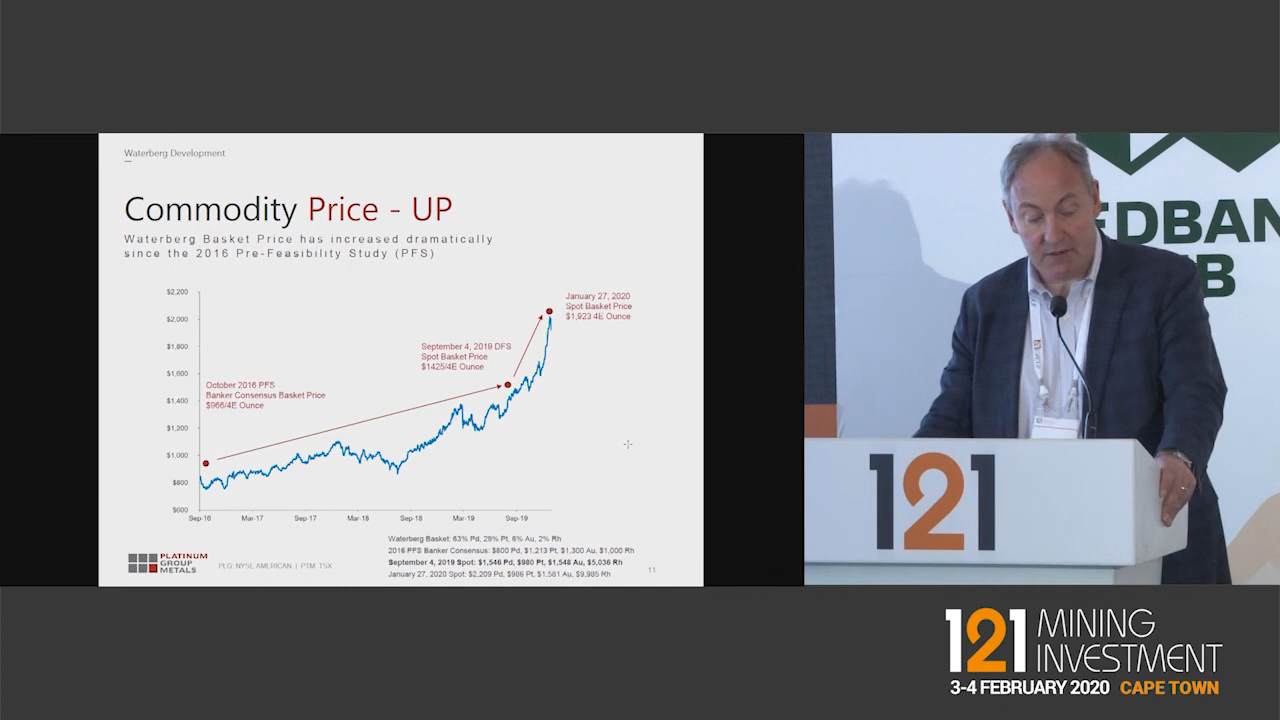 Waterberg Development
Commodity Price - UP
Waterberg Basket Price has increased dramatically
since the 2016 Pre-Feasibility Study (PFS)
$2,200
$2,000
$1,800
$1,600
$1,400
$1,200
$1,000
$800
$600
Sep-16 Mar-17 Sep-17 Mar-18 Sep-18 Mar-19 Sep-19
October 2016 PFS
Banker Consensus Basket Price
$966/4E Ounce
September 4, 2019 DFS
Spot Basket Price
$1425/4E Ounce
January 27, 2020
Spot Basket Price
$1,923 4E Ounce
Waterberg Basket: 63% Pd, 29% Pt, 6% Au, 2% Rh
2016 PFS Banker Consensus: $800 Pd, $1,213 Pt, $1,300 Au, $1,000 Rh
September 4, 2019 Spot: $1,546 Pd, $980 Pt, $1,548 Au, $5,036 Rh
January 27, 2020 Spot: $2,209 Pd, $986 Pt, $1,581 Au, $9,985 Rh
PLATINUM
GROUP
METALS
PLG: NYSE AMERICAN | PTM: TSX
11
EDBAN
B
121
121 MINING
INVESTMENT
3-4 FEBRUARY 2020 CAPE TOWN